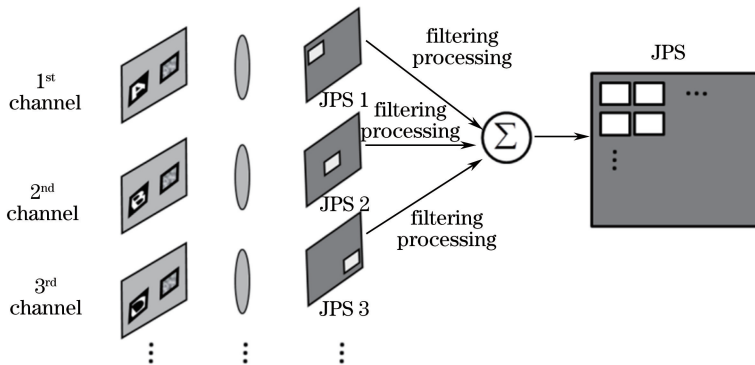 filtering
processing
1st
channel
JPS 1
JPS
filtering
processing
Σ
2nd
channel
JPS 2
filtering
processing
3rd
channel
JPS 3